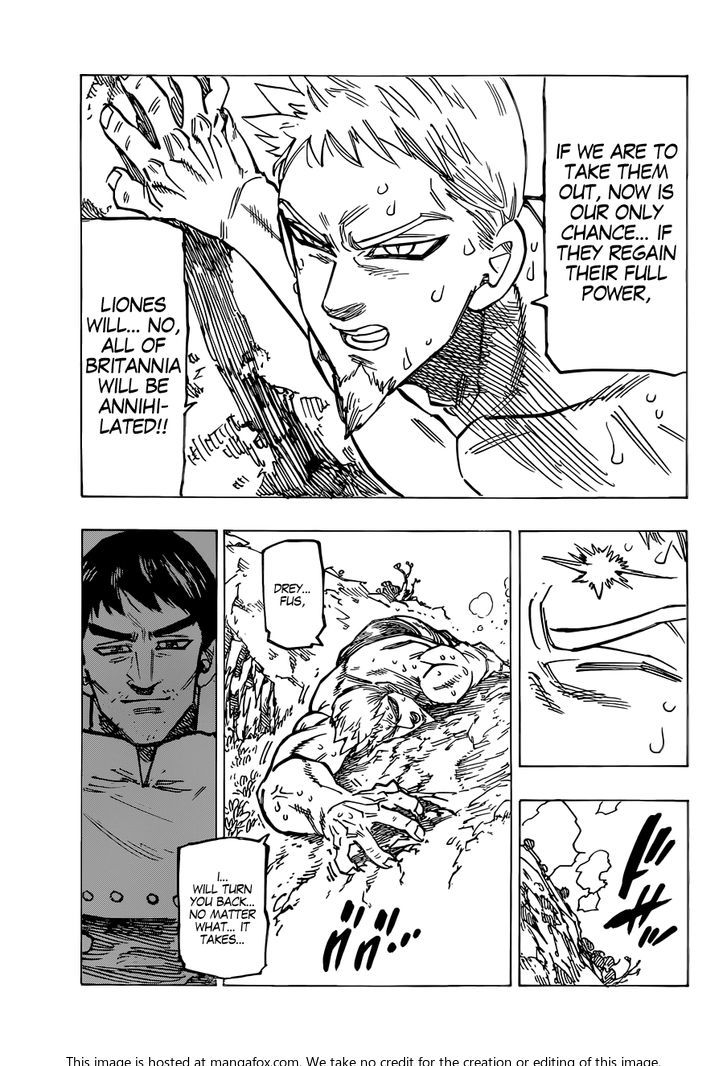 IF WE ARE TO
TAKE THEM
OUT, NOW IS
OUR ONLY
CHANCE... IF
THEY REGAIN
THEIR FULL
POWER,
LIONES
WILL... NO,
ALL OF
BRITANNIA
WILL BE
ANNIHI-
LATED!!
ドサ
DREY...
FUS,
I...
WILL TURN
YOU BACK...
NO MATTER
WHAT... IT
TAKES...
This image is hosted at mangafox.com. We take no credit for the creation or editing of this image.